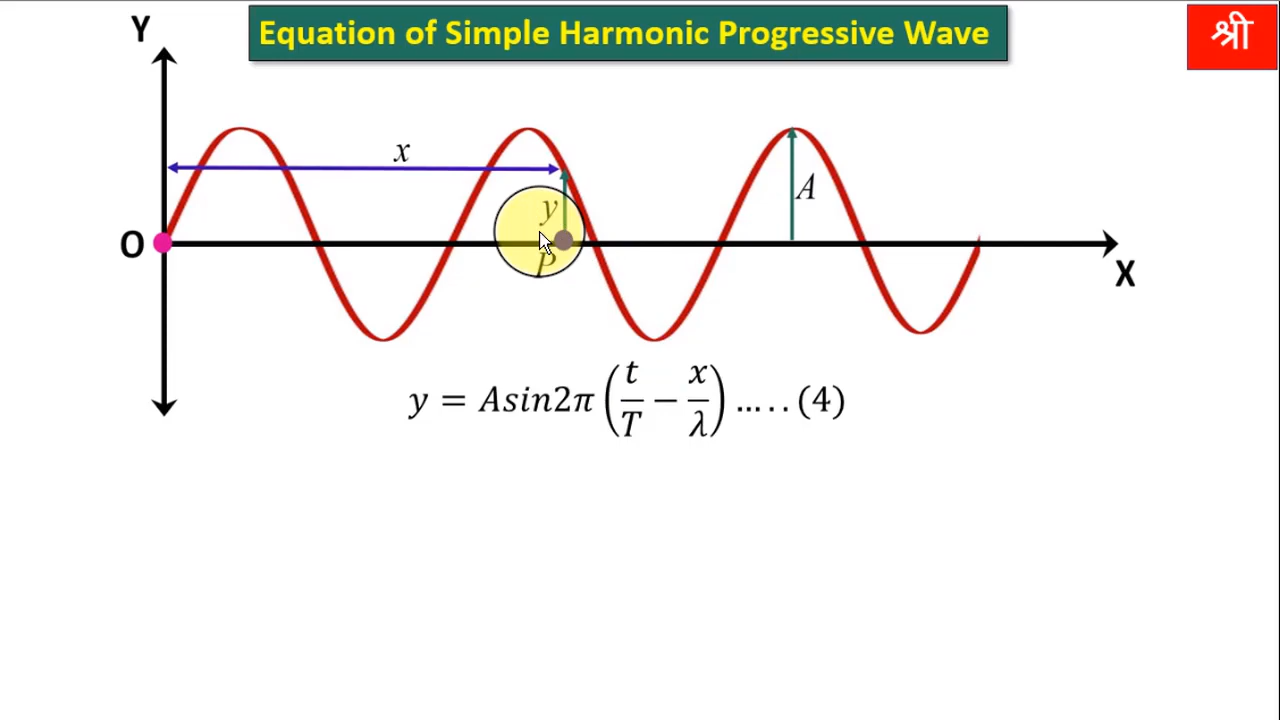 Y
Equation of Simple Harmonic Progressive Wave
श्री
x
A
y
O
P
X
y = Asin2π (t/T − x/λ) ... . . (4)